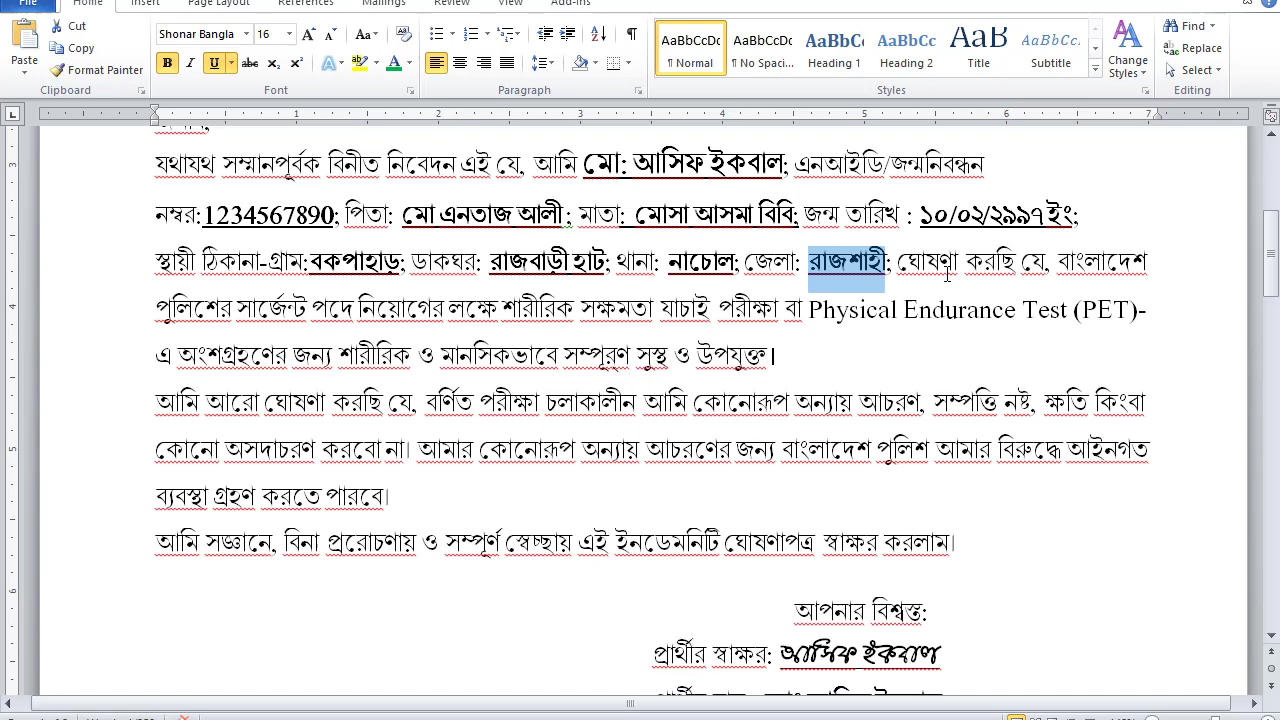 File Home Insert Page Layout References Mailings Review View Add-Ins
Cut
Copy
Format Painter
Paste
Shonar Bangla 16
AaBbCcDc AaBbCcDc AaBbCc AaBbCc AaB AaBbCcDc
¶ Normal ¶ No Spaci... Heading 1 Heading 2 Title Subtitle
Change Styles
Find
Replace
Select
Clipboard Font Paragraph Styles Editing
যথাযথ সম্মানপূর্বক বিনীত নিবেদন এই যে, আমি মো: আসিফ ইকবাল; এনআইডি/জন্মনিবন্ধন
নম্বর:1234567890; পিতা: মো এনতাজ আলী; মাতা: মোসা আসমা বিবি; জন্ম তারিখ : ১০/০২/২৯৯৭ ইং;
স্থায়ী ঠিকানা-গ্রাম:বকপাহাড়; ডাকঘর: রাজবাড়ী হাট; থানা: নাচোল; জেলা: রাজশাহী; ঘোষণা করছি যে, বাংলাদেশ
পুলিশের সার্জেন্ট পদে নিয়োগের লক্ষে শারীরিক সক্ষমতা যাচাই পরীক্ষা বা Physical Endurance Test (PET)-
এ অংশগ্রহণের জন্য শারীরিক ও মানসিকভাবে সম্পূরণ সুস্থ ও উপযুক্ত।
আমি আরো ঘোষণা করছি যে, বর্ণিত পরীক্ষা চলাকালীন আমি কোনোরূপ অন্যায় আচরণ, সম্পত্তি নষ্ট, ক্ষতি কিংবা
কোনো অসদাচরণ করবো না। আমার কোনোরূপ অন্যায় আচরণের জন্য বাংলাদেশ পুলিশ আমার বিরুদ্ধে আইনগত
ব্যবস্থা গ্রহণ করতে পারবে।
আমি সজ্ঞানে, বিনা প্ররোচণায় ও সম্পূর্ণ স্বেচ্ছায় এই ইনডেমনিটি ঘোষণাপত্র স্বাক্ষর করলাম।
আপনার বিশ্বস্ত:
প্রার্থীর স্বাক্ষর: আসিফ ইকবাল